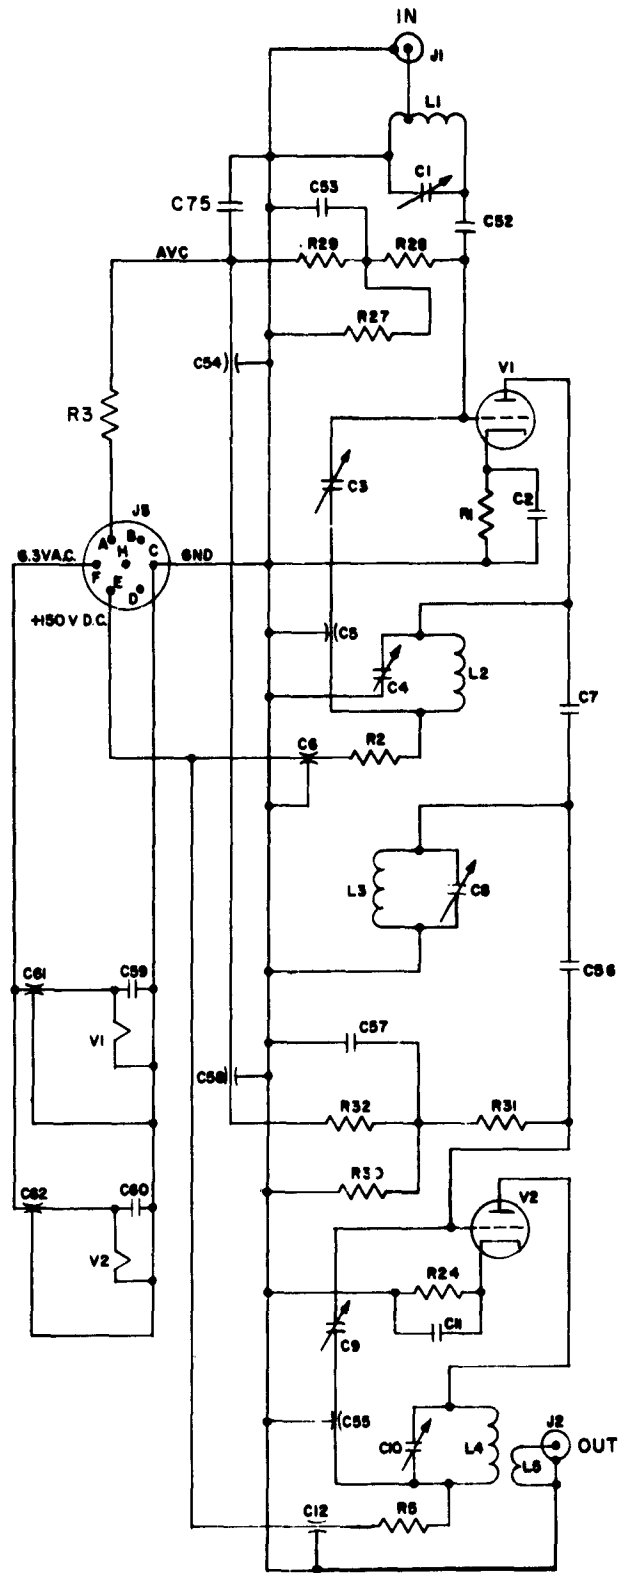 IN
J1
L1
C1
C53
C75
C52
AVC
R29
R28
R27
C54
V1
R3
C3
R1
C2
J5
6.3VA.C.
A
B
H
C
GND
F
E
D
+150 V D.C.
C5
C4
L2
C7
C6
R2
L3
C8
C56
C61
C59
V1
C57
C58
R32
R31
R30
C62
C60
V2
V2
R24
C11
C9
C55
C10
L4
J2
OUT
L5
C12
R5